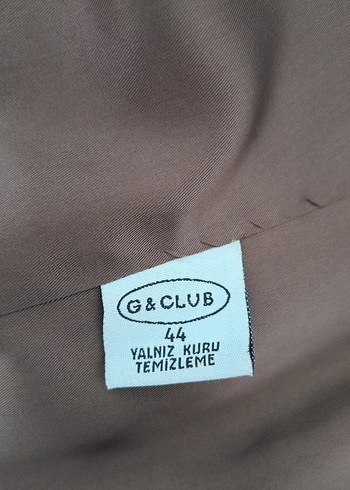 G & CLUB
44
YALNIZ KURU
TEMİZLEME